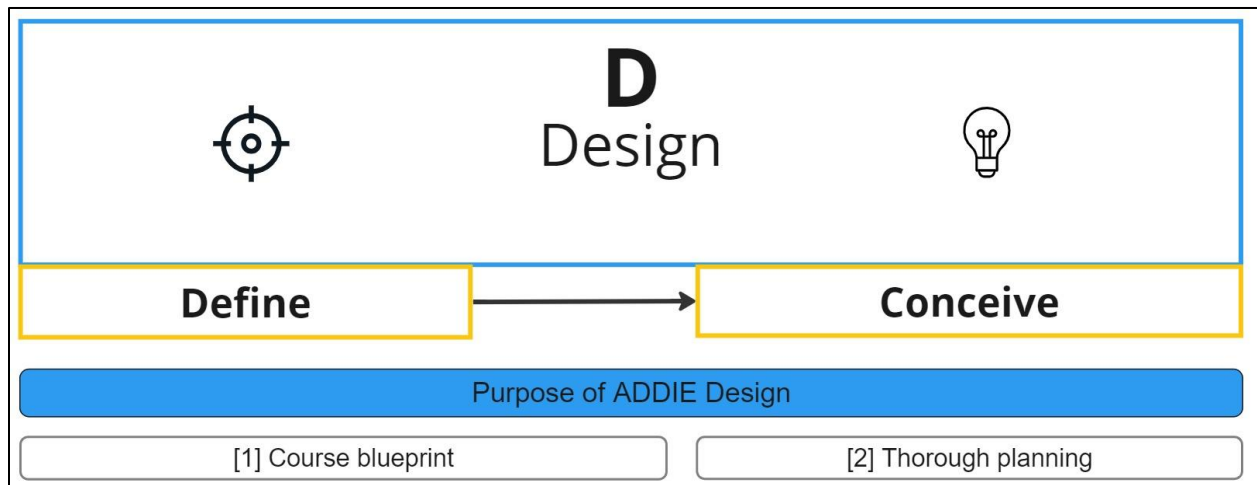 D
Design
Define
Conceive
Purpose of ADDIE Design
[1] Course blueprint
[2] Thorough planning